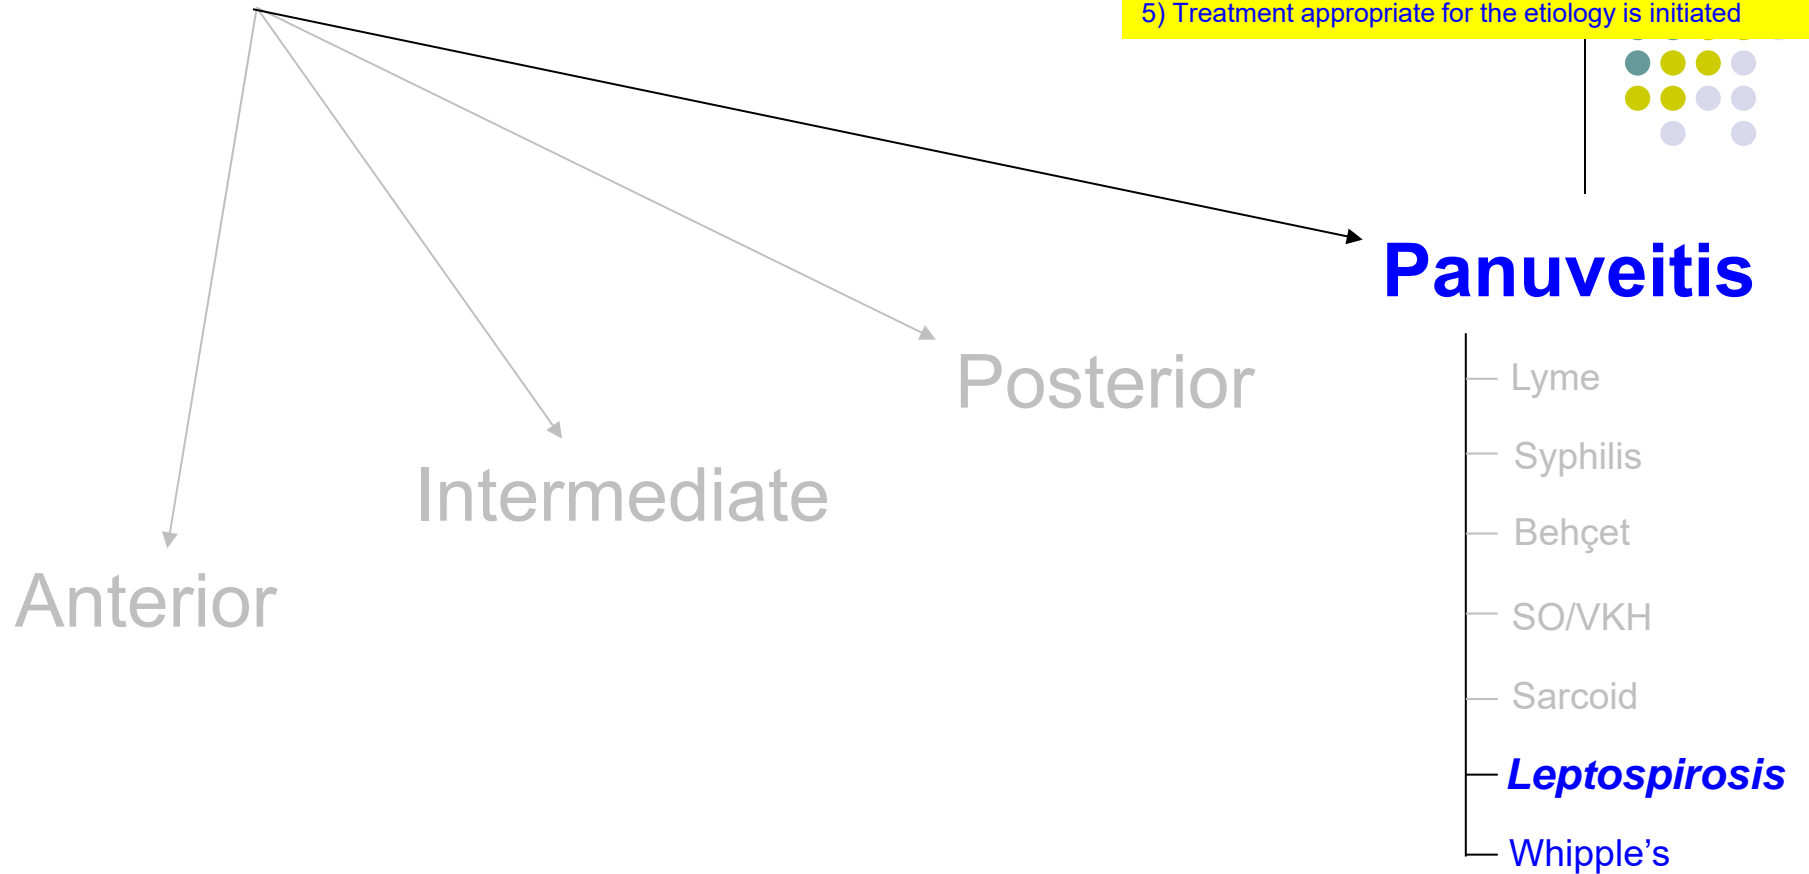 5) Treatment appropriate for the etiology is initiated
Panuveitis
Posterior
Lyme
Intermediate
Syphilis
Behçet
Anterior
SO/VKH
Sarcoid
Leptospirosis
Whipple’s